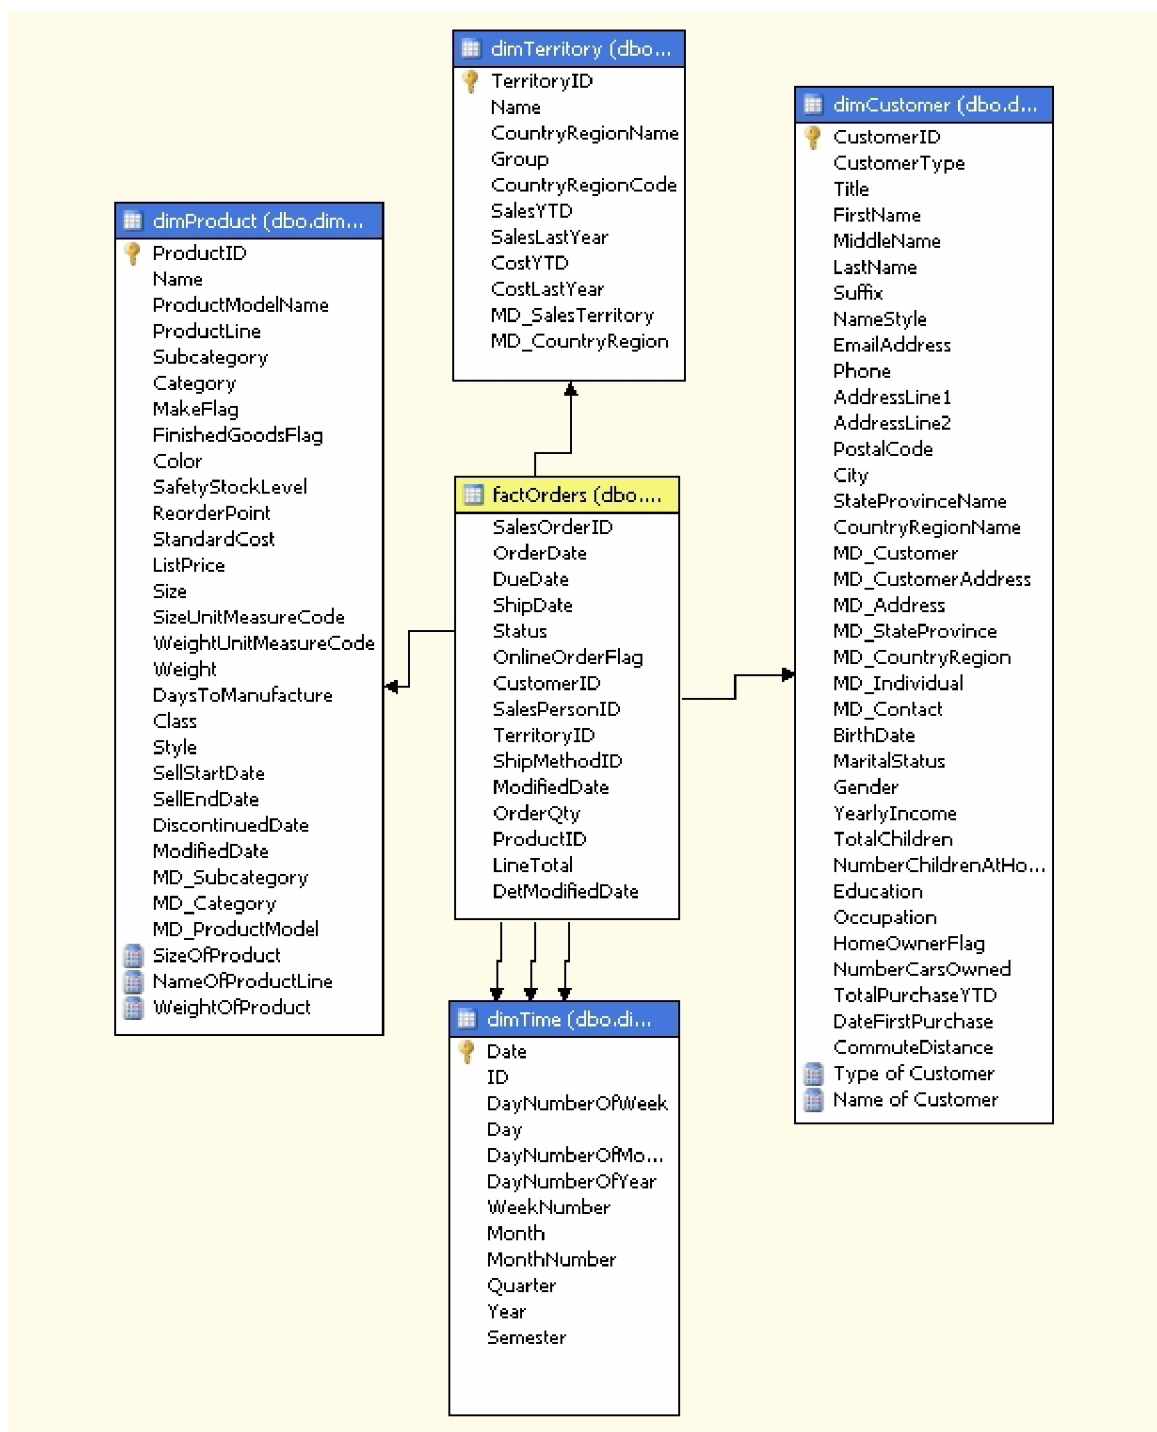 dimTerritory (dbo...
TerritoryID
Name
CountryRegionName
Group
CountryRegionCode
SalesYTD
SalesLastYear
CostYTD
CostLastYear
MD_SalesTerritory
MD_CountryRegion
dimCustomer (dbo.d...
CustomerID
CustomerType
Title
FirstName
MiddleName
LastName
Suffix
NameStyle
EmailAddress
Phone
AddressLine1
AddressLine2
PostalCode
City
StateProvinceName
CountryRegionName
MD_Customer
MD_CustomerAddress
MD_Address
MD_StateProvince
MD_CountryRegion
MD_Individual
MD_Contact
BirthDate
MaritalStatus
Gender
YearlyIncome
TotalChildren
NumberChildrenAtHo...
Education
Occupation
HomeOwnerFlag
NumberCarsOwned
TotalPurchaseYTD
DateFirstPurchase
CommuteDistance
Type of Customer
Name of Customer
dimProduct (dbo.dim...
ProductID
Name
ProductModelName
ProductLine
Subcategory
Category
MakeFlag
FinishedGoodsFlag
Color
SafetyStockLevel
ReorderPoint
StandardCost
ListPrice
Size
SizeUnitMeasureCode
WeightUnitMeasureCode
Weight
DaysToManufacture
Class
Style
SellStartDate
SellEndDate
DiscontinuedDate
ModifiedDate
MD_Subcategory
MD_Category
MD_ProductModel
SizeOfProduct
NameOfProductLine
WeightOfProduct
factOrders (dbo....
SalesOrderID
OrderDate
DueDate
ShipDate
Status
OnlineOrderFlag
CustomerID
SalesPersonID
TerritoryID
ShipMethodID
ModifiedDate
OrderQty
ProductID
LineTotal
DetModifiedDate
dimTime (dbo.di...
Date
ID
DayNumberOfWeek
Day
DayNumberOfMo...
DayNumberOfYear
WeekNumber
Month
MonthNumber
Quarter
Year
Semester